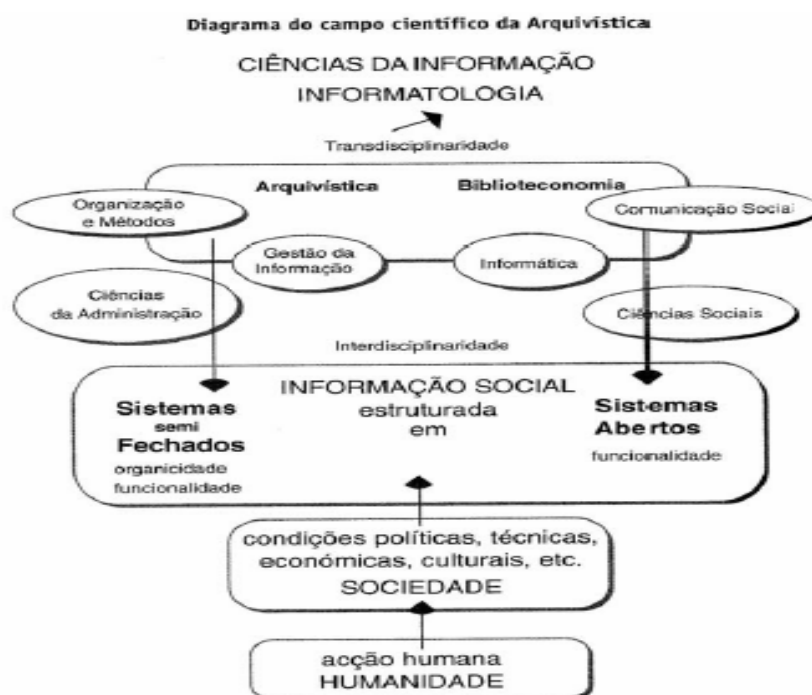 Diagrama do campo científico da Arquivística
CIÊNCIAS DA INFORMAÇÃO
INFORMATOLOGIA
Transdisciplinaridade
Arquivística
Biblioteconomia
Organização
e Métodos
Comunicação Social
Gestão da
Informação
Informática
Ciências
da Administração
Ciências Sociais
Interdisciplinaridade
INFORMAÇÃO SOCIAL
estruturada
em
Sistemas
semi
Fechados
organicidade
funcionalidade
Sistemas
Abertos
funcionalidade
condições políticas, técnicas,
económicas, culturais, etc.
SOCIEDADE
acção humana
HUMANIDADE